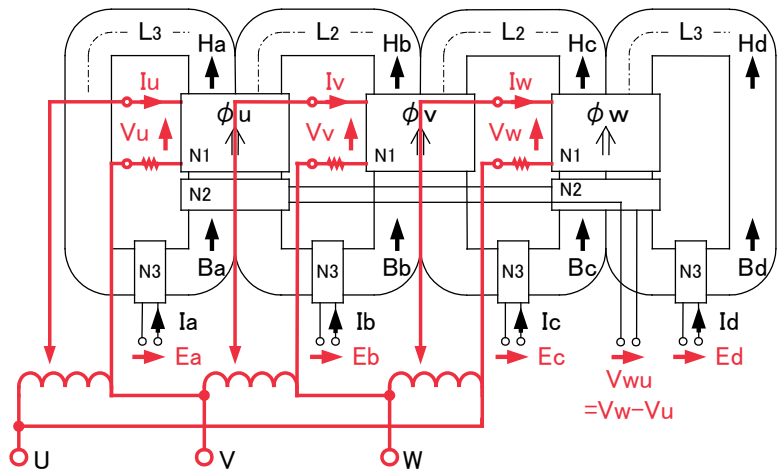 L3 Ha L2 Hb L2 Hc L3 Hd
Iu Iv Iw
ϕu ϕv ϕw
Vu Vv Vw
N1 N1 N1
N2 N2
Ba Bb Bc Bd
N3 N3 N3 N3
Ia Ib Ic Id
Ea Eb Ec Ed
Vwu
=Vw-Vu
U V W